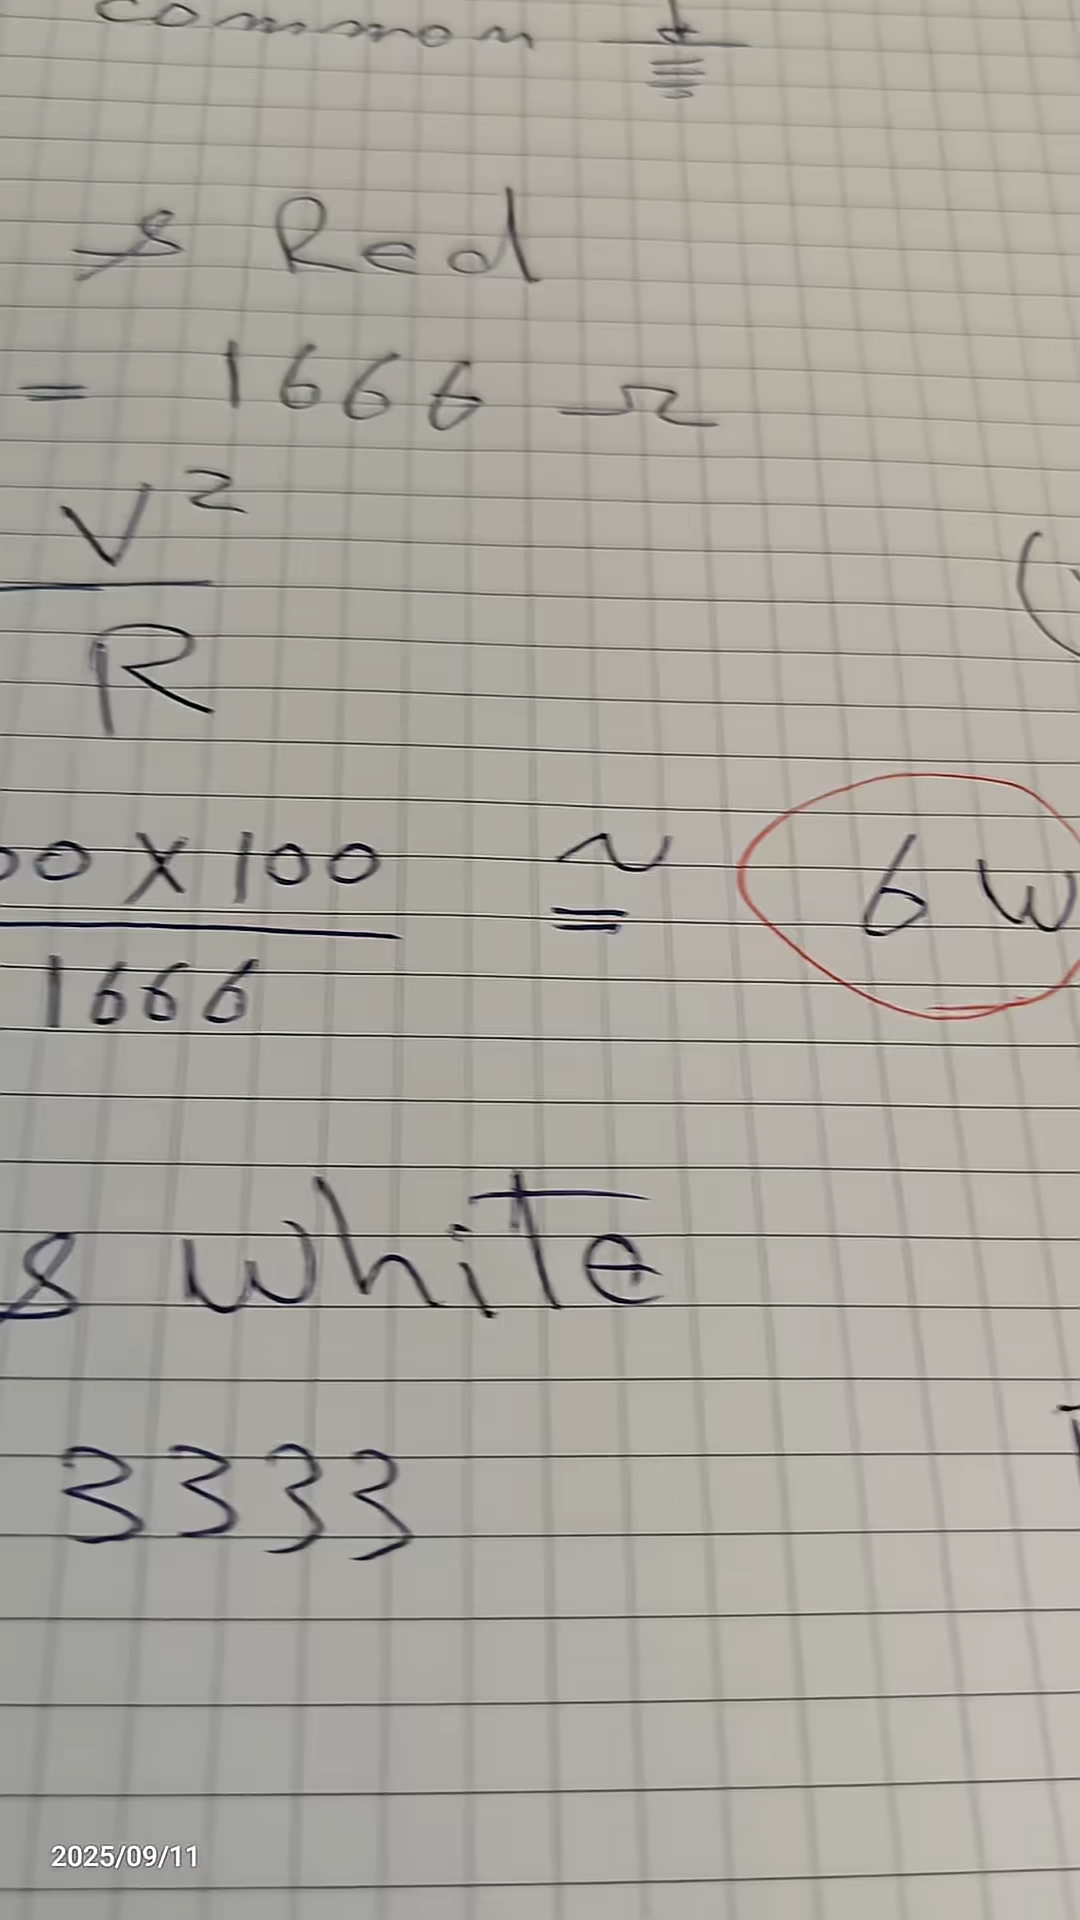 common
& Red
= 1666 Ω
V²
R
00 X 100 ≅ 6 W
1666
& white
3333
2025/09/11